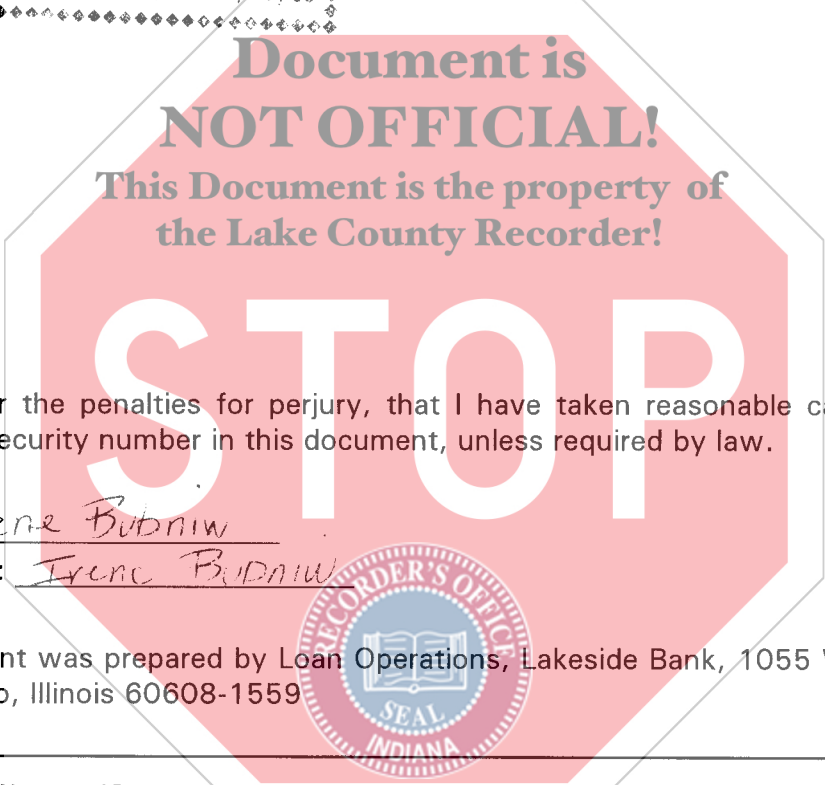 Document is
NOT OFFICIAL!
This Document is the property of
the Lake County Recorder!
STOP
r the penalties for perjury, that I have taken reasonable ca
ecurity number in this document, unless required by law.
ene Bubniw
: Irene Bubniw
RECORDER'S OFFICE
SEAL
INDIANA
nt was prepared by Loan Operations, Lakeside Bank, 1055 W
o, Illinois 60608-1559